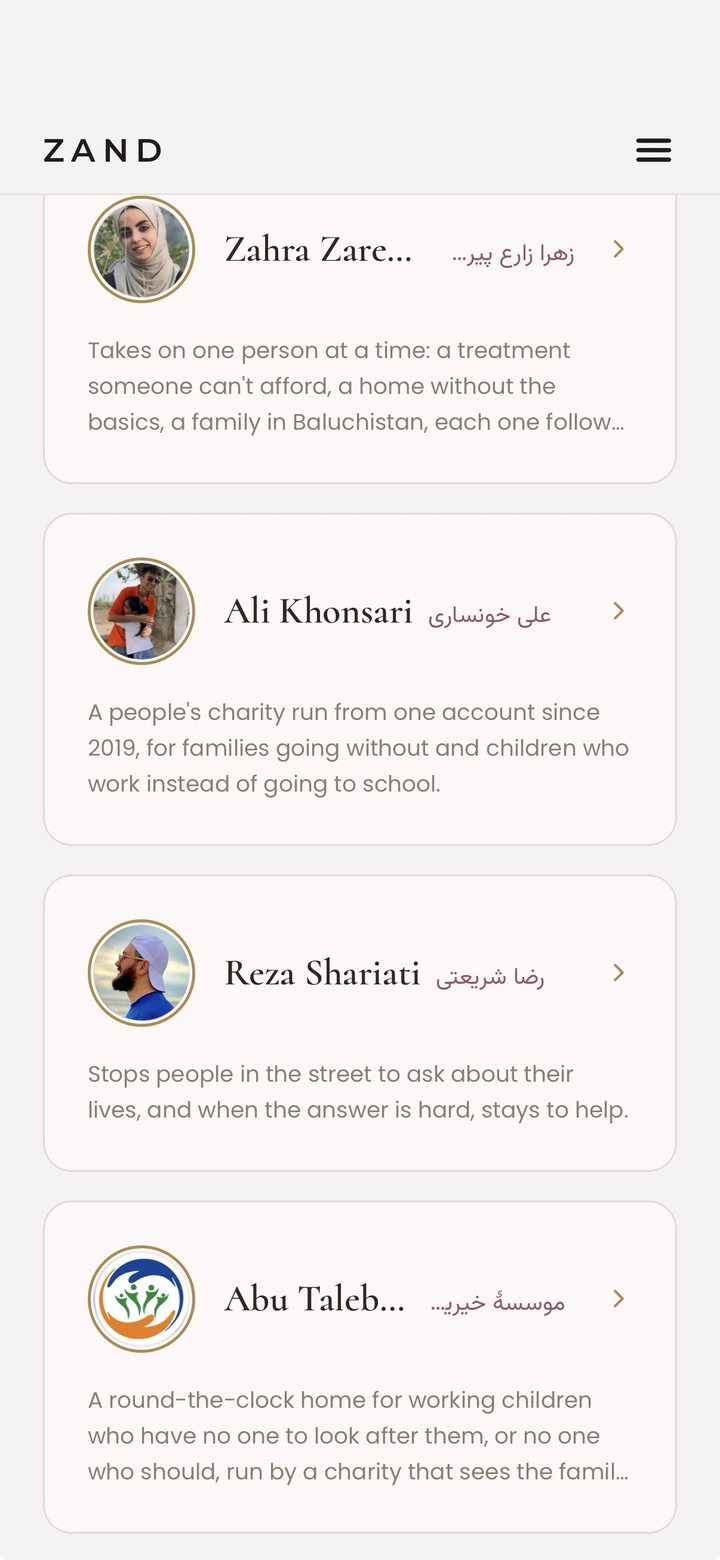 ZAND
Zahra Zare... زهرا زارع پیر...
Takes on one person at a time: a treatment
someone can't afford, a home without the
basics, a family in Baluchistan, each one follow...
Ali Khonsari علی خونساری
A people's charity run from one account since
2019, for families going without and children who
work instead of going to school.
Reza Shariati رضا شریعتی
Stops people in the street to ask about their
lives, and when the answer is hard, stays to help.
Abu Taleb... موسسهٔ خیریـ...
A round-the-clock home for working children
who have no one to look after them, or no one
who should, run by a charity that sees the famil...